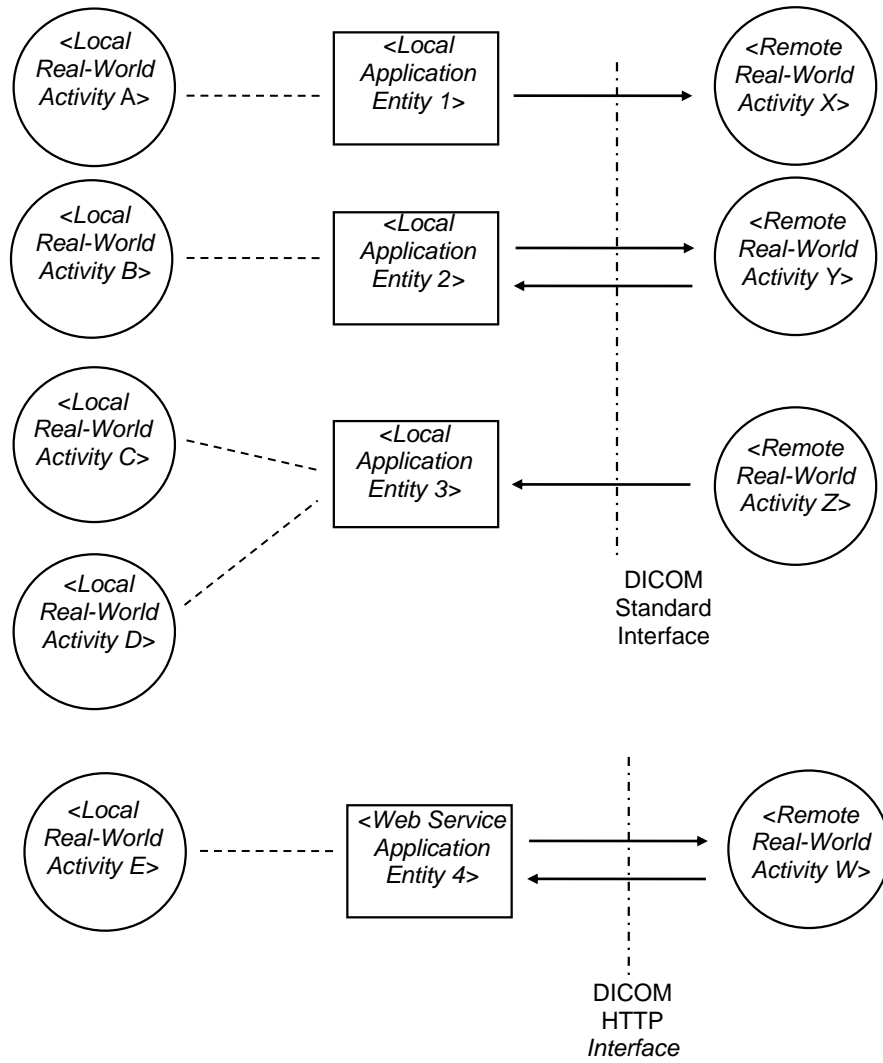 <Local
Real-World
Activity A>
<Local
Application
Entity 1>
<Remote
Real-World
Activity X>
<Local
Real-World
Activity B>
<Local
Application
Entity 2>
<Remote
Real-World
Activity Y>
<Local
Real-World
Activity C>
<Local
Application
Entity 3>
<Remote
Real-World
Activity Z>
<Local
Real-World
Activity D>
DICOM
Standard
Interface
<Local
Real-World
Activity E>
<Web Service
Application
Entity 4>
<Remote
Real-World
Activity W>
DICOM
HTTP
Interface